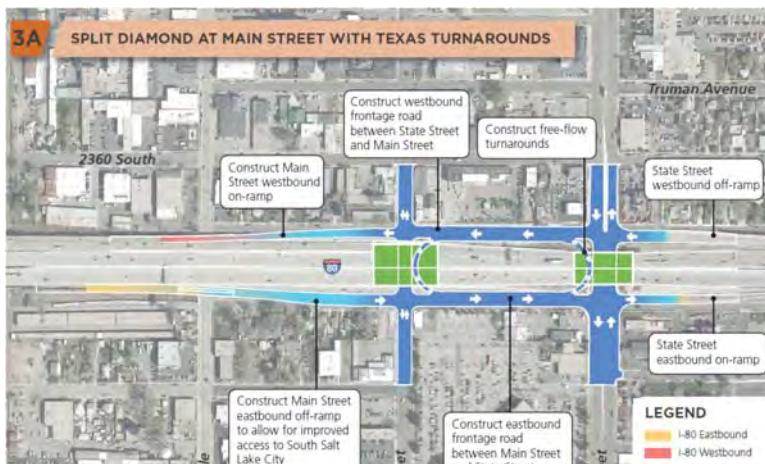 3A
SPLIT DIAMOND AT MAIN STREET WITH TEXAS TURNAROUNDS
Truman Avenue
Construct westbound
frontage road
between State Street
and Main Street
Construct free-flow
turnarounds
2360 South
Construct Main
Street westbound
on-ramp
State Street
westbound off-ramp
80
State Street
eastbound on-ramp
Construct Main Street
eastbound off-ramp
to allow for improved
access to South Salt
Lake City
Construct eastbound
frontage road
between Main Street
LEGEND
I-80 Eastbound
I-80 Westbound